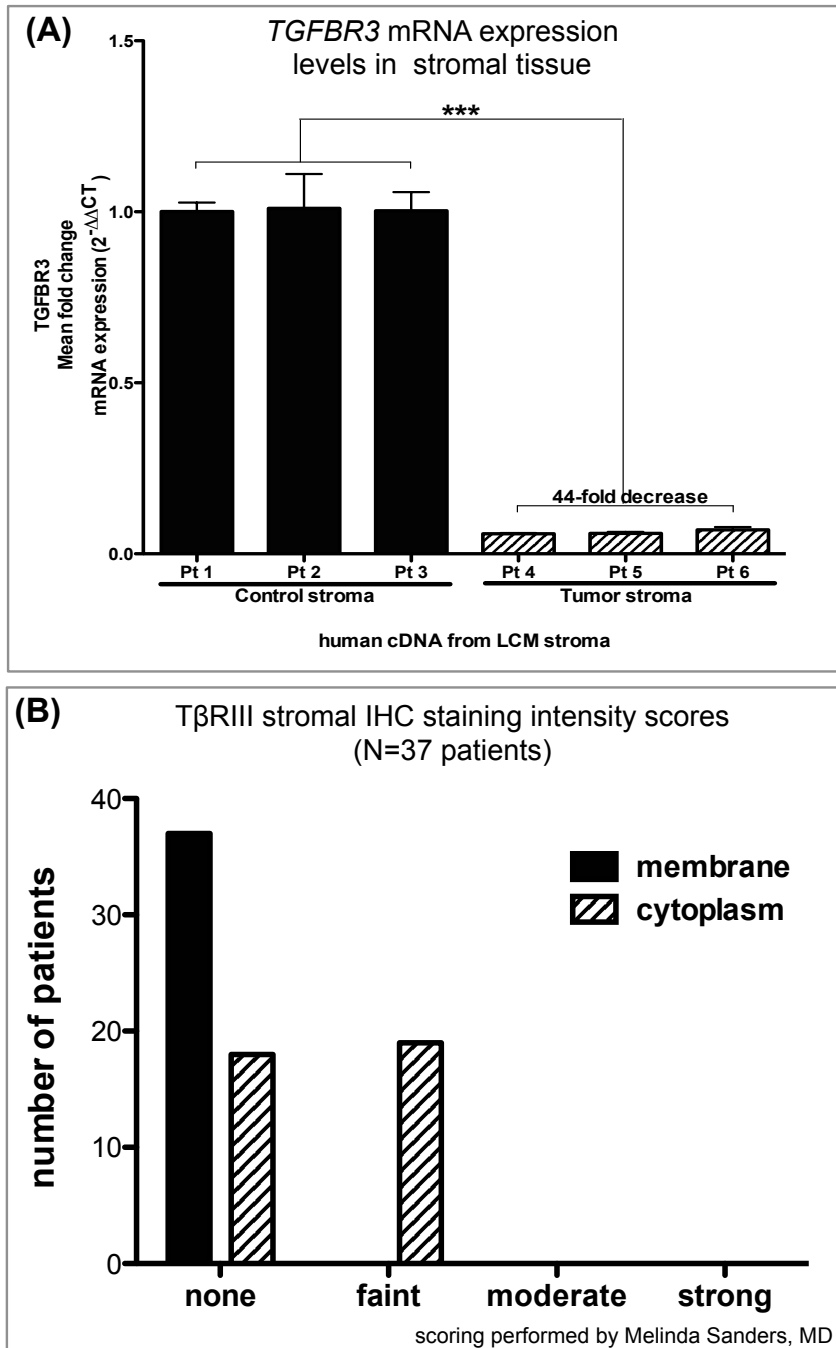 (A)
TGFBR3 mRNA expression
levels in stromal tissue
1.5
1.0
0.5
0.0
TGFBR3
Mean fold change
mRNA expression (2^-ΔΔCT)
***
44-fold decrease
Pt 1 Pt 2 Pt 3 Pt 4 Pt 5 Pt 6
Control stroma Tumor stroma
human cDNA from LCM stroma
(B)
TβRIII stromal IHC staining intensity scores
(N=37 patients)
40
30
20
10
0
number of patients
membrane
cytoplasm
none faint moderate strong
scoring performed by Melinda Sanders, MD